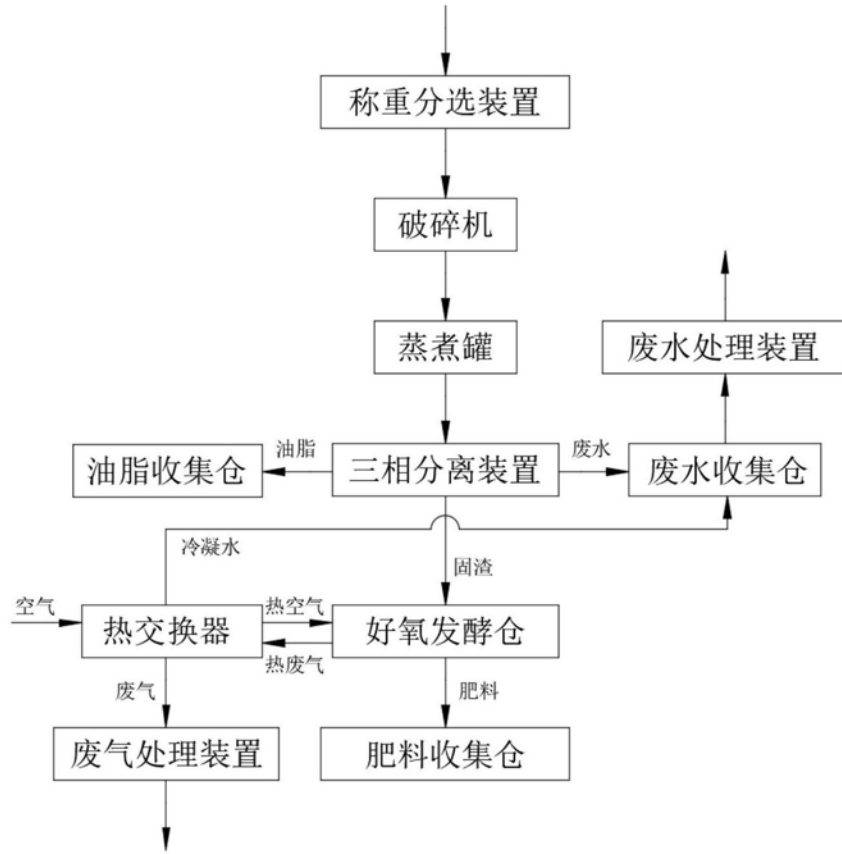 称重分选装置
破碎机
蒸煮罐
废水处理装置
油脂收集仓
油脂
三相分离装置
废水
废水收集仓
冷凝水
固渣
空气
热交换器
热空气
热废气
好氧发酵仓
废气
肥料
废气处理装置
肥料收集仓